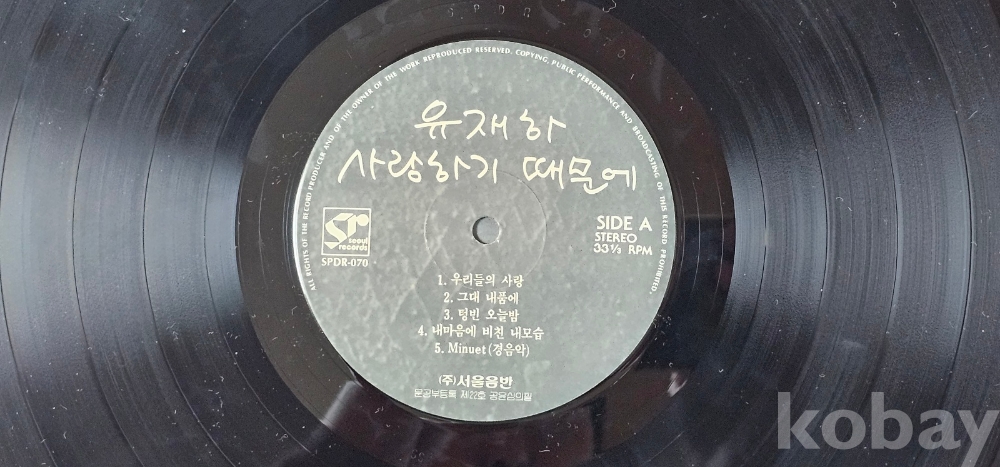 SPDR
070
ALL RIGHTS OF THE RECORD PRODUCER AND OF THE OWNER OF THE WORK REPRODUCED RESERVED. COPYING, PUBLIC PERFORMANCE AND BROADCASTING OF THIS RECORD PROHIBITED.
유재하
사랑하기 때문에
sr
seoul
records
SPDR-070
SIDE A
STEREO
33⅓ RPM
1. 우리들의 사랑
2. 그대 내품에
3. 텅빈 오늘밤
4. 내마음에 비친 내모습
5. Minuet (경음악)
(주)서울음반
문공부등록 제22호 공윤심의필
kobay